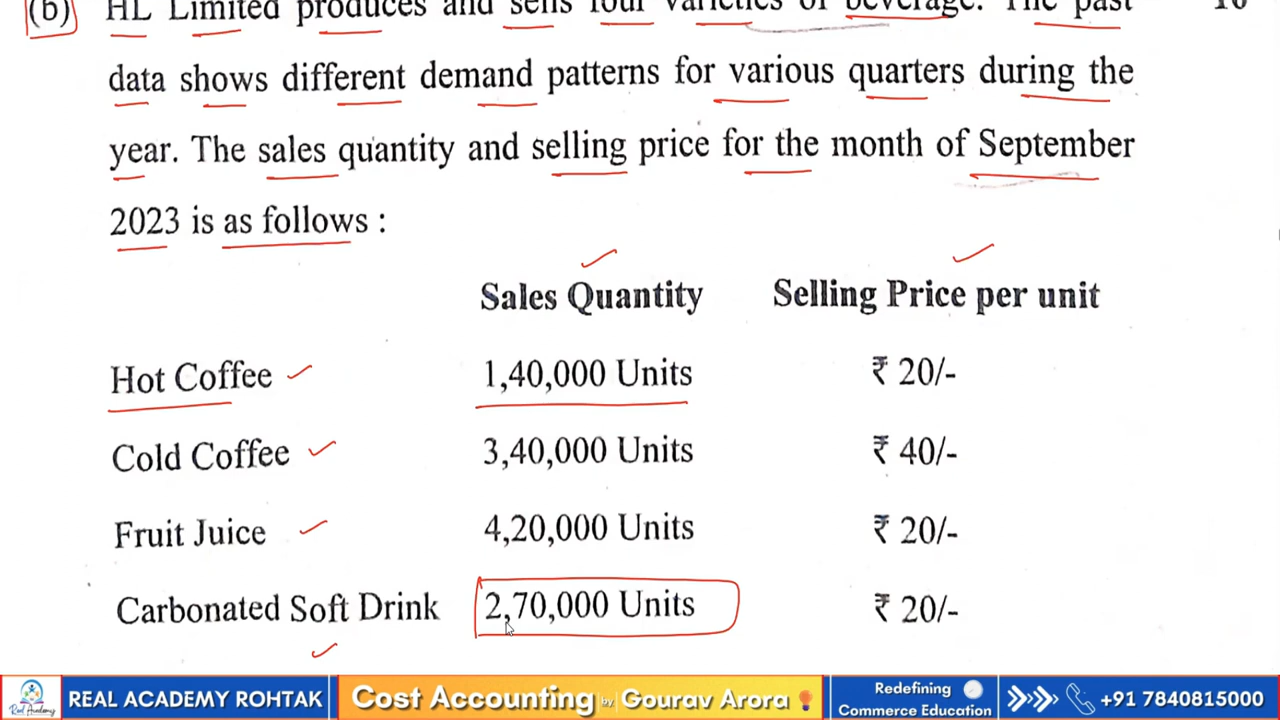 (b) HL Limited produces and sells four varieties of beverage. The past 10
data shows different demand patterns for various quarters during the
year. The sales quantity and selling price for the month of September
2023 is as follows :
Sales Quantity Selling Price per unit
Hot Coffee 1,40,000 Units ₹ 20/-
Cold Coffee 3,40,000 Units ₹ 40/-
Fruit Juice 4,20,000 Units ₹ 20/-
Carbonated Soft Drink 2,70,000 Units ₹ 20/-
Real Academy
REAL ACADEMY ROHTAK
Cost Accounting by Gourav Arora
Redefining
Commerce Education
+91 7840815000